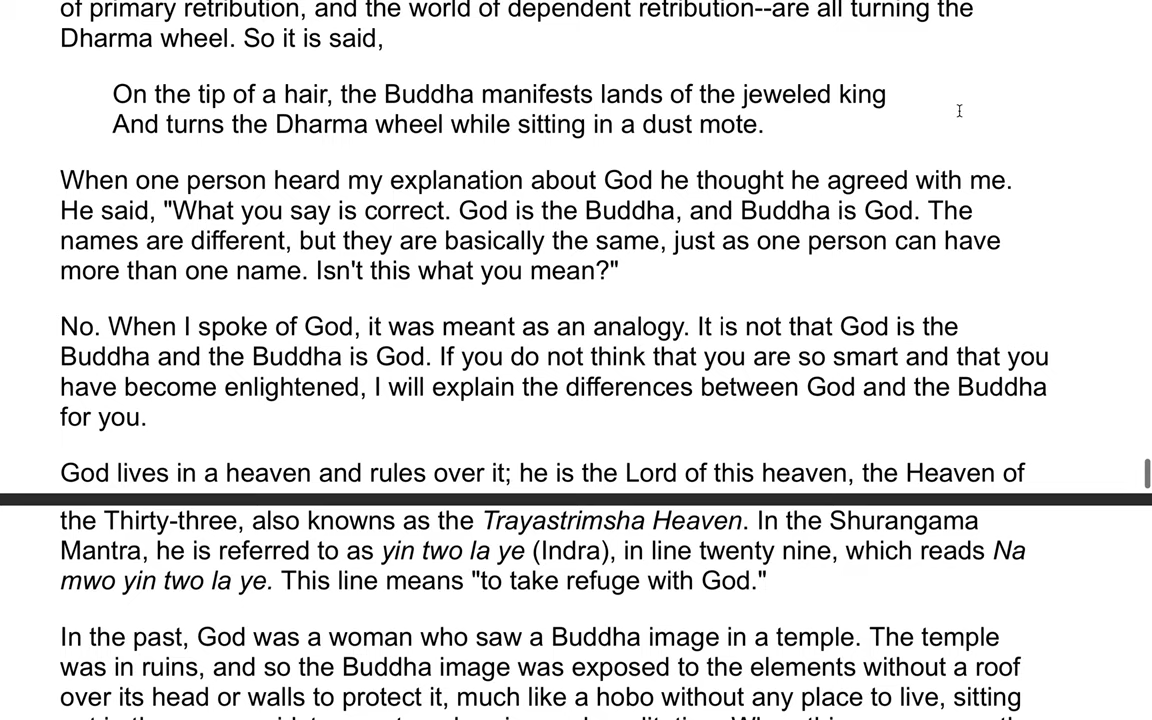 of primary retribution, and the world of dependent retribution--are all turning the
Dharma wheel. So it is said,
On the tip of a hair, the Buddha manifests lands of the jeweled king
And turns the Dharma wheel while sitting in a dust mote.
When one person heard my explanation about God he thought he agreed with me.
He said, "What you say is correct. God is the Buddha, and Buddha is God. The
names are different, but they are basically the same, just as one person can have
more than one name. Isn't this what you mean?"
No. When I spoke of God, it was meant as an analogy. It is not that God is the
Buddha and the Buddha is God. If you do not think that you are so smart and that you
have become enlightened, I will explain the differences between God and the Buddha
for you.
God lives in a heaven and rules over it; he is the Lord of this heaven, the Heaven of
the Thirty-three, also knowns as the Trayastrimsha Heaven. In the Shurangama
Mantra, he is referred to as yin two la ye (Indra), in line twenty nine, which reads Na
mwo yin two la ye. This line means "to take refuge with God."
In the past, God was a woman who saw a Buddha image in a temple. The temple
was in ruins, and so the Buddha image was exposed to the elements without a roof
over its head or walls to protect it, much like a hobo without any place to live, sitting